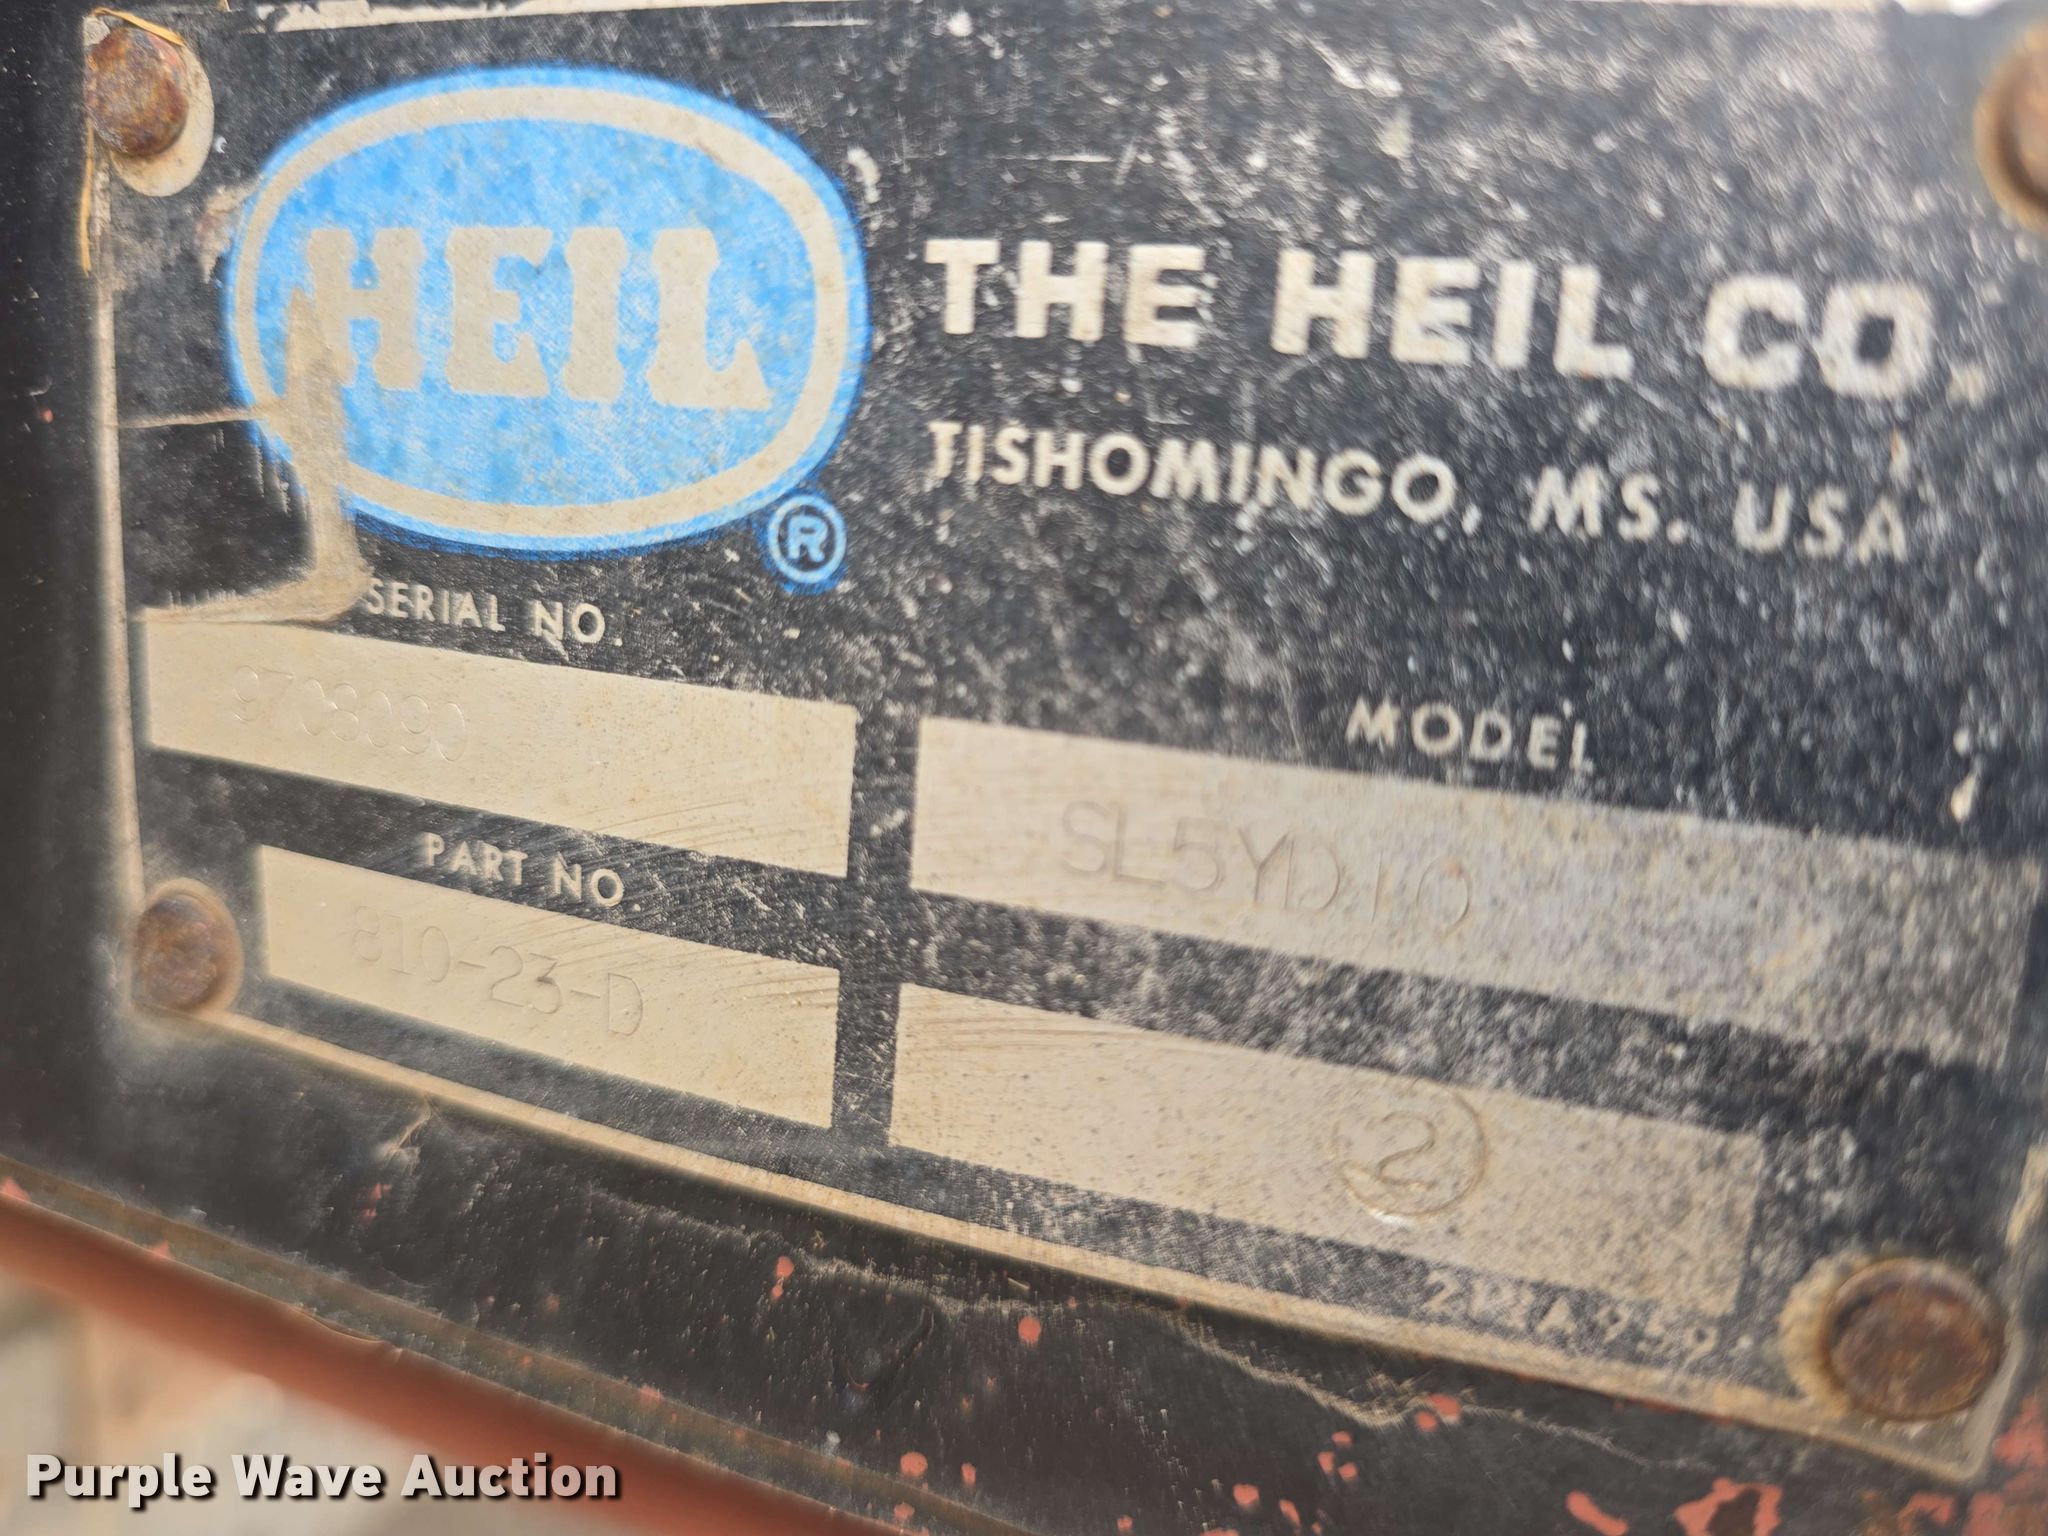 HEIL
®
THE HEIL CO.
TISHOMINGO, MS. USA
SERIAL NO.
9708090
MODEL
SL5YD10
PART NO.
810-23-D
2
Purple Wave Auction